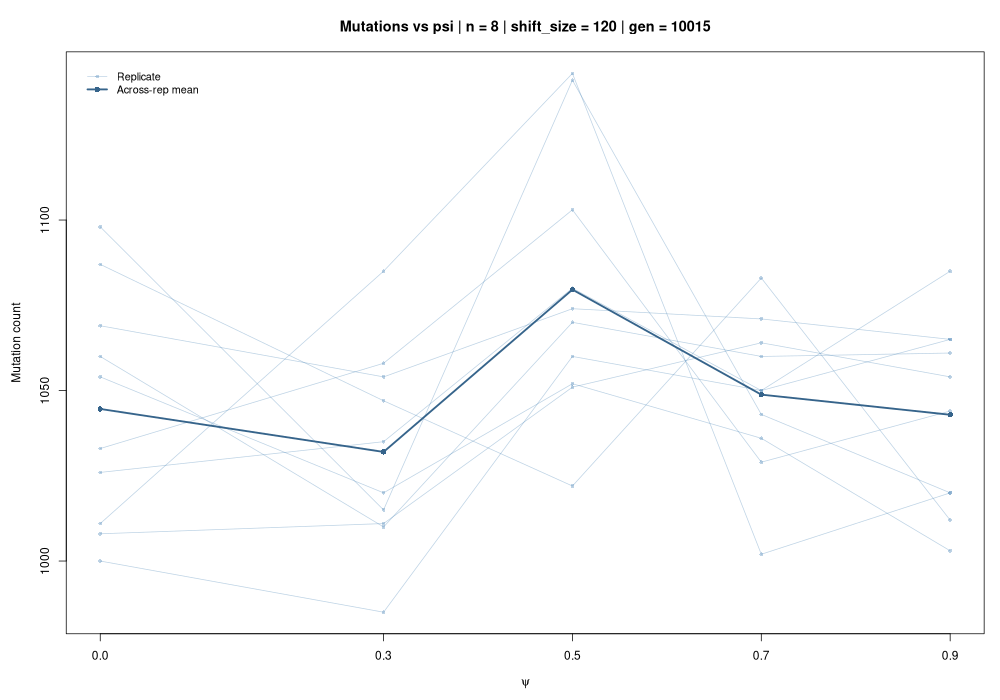 Mutations vs psi | n = 8 | shift_size = 120 | gen = 10015
Replicate
Across-rep mean
Mutation count
1100
1050
1000
0.0 0.3 0.5 0.7 0.9
ψ